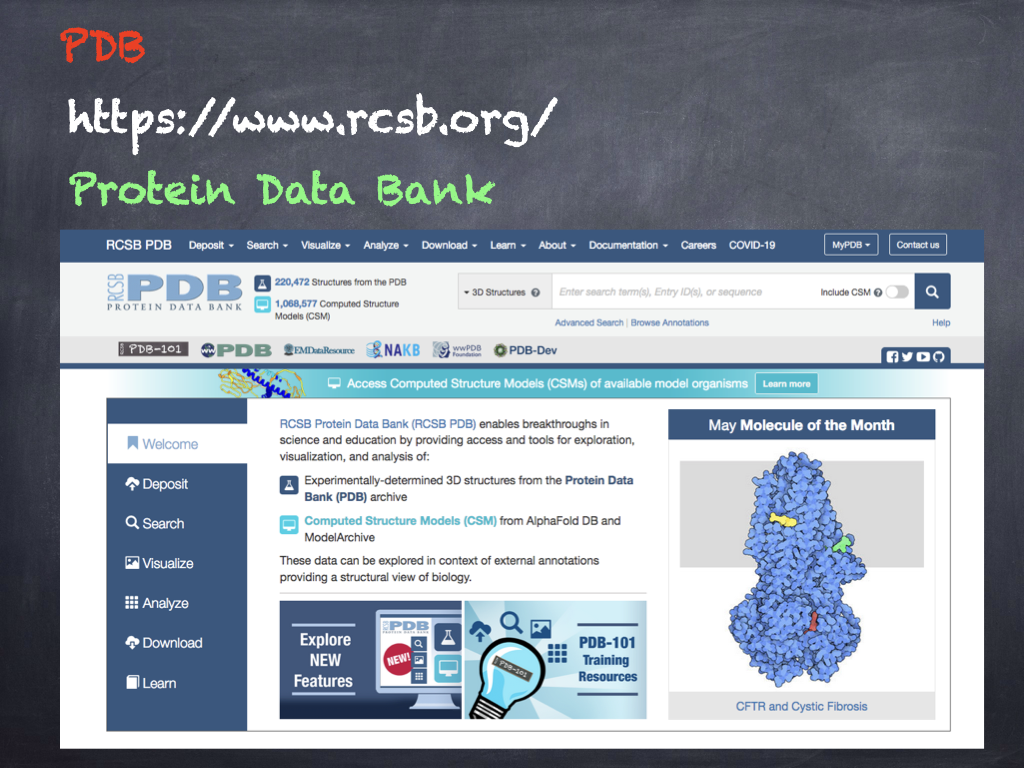 PDB
https://www.rcsb.org/
Protein Data Bank
RCSB PDB Deposit Search Visualize Analyze Download Learn About Documentation Careers COVID-19 MyPDB Contact us
RCSB PDB
PROTEIN DATA BANK
220,472 Structures from the PDB
1,068,577 Computed Structure
Models (CSM)
3D Structures Enter search term(s), Entry ID(s), or sequence Include CSM
Advanced Search | Browse Annotations Help
PDB-101 wwPDB EMDataResource NAKB wwPDB Foundation PDB-Dev
Access Computed Structure Models (CSMs) of available model organisms Learn more
Welcome
Deposit
Search
Visualize
Analyze
Download
Learn
RCSB Protein Data Bank (RCSB PDB) enables breakthroughs in
science and education by providing access and tools for exploration,
visualization, and analysis of:
Experimentally-determined 3D structures from the Protein Data
Bank (PDB) archive
Computed Structure Models (CSM) from AlphaFold DB and
ModelArchive
These data can be explored in context of external annotations
providing a structural view of biology.
Explore
NEW
Features
PDB
PROTEIN DATA BANK
NEW!
PDB-101
PDB-101
Training
Resources
May Molecule of the Month
CFTR and Cystic Fibrosis